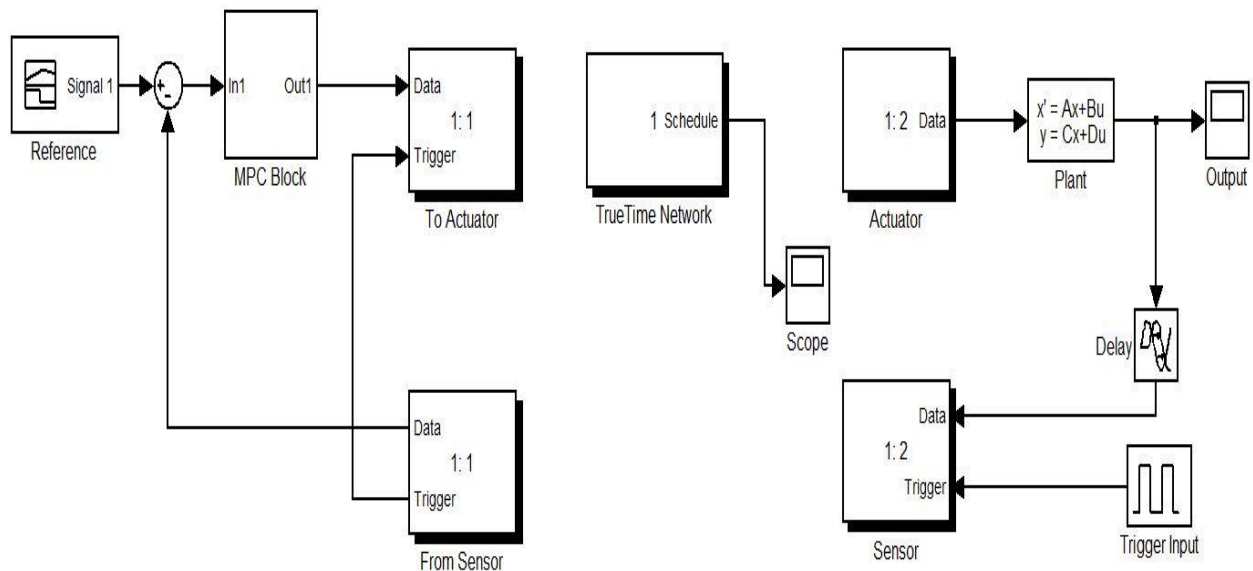 Signal 1
Reference
+
-
In1 Out1
MPC Block
Data
1: 1
Trigger
To Actuator
1 Schedule
TrueTime Network
Scope
1: 2 Data
Actuator
x' = Ax+Bu
y = Cx+Du
Plant
Output
Delay
Data
1: 1
Trigger
From Sensor
Data
1: 2
Trigger
Sensor
Trigger Input